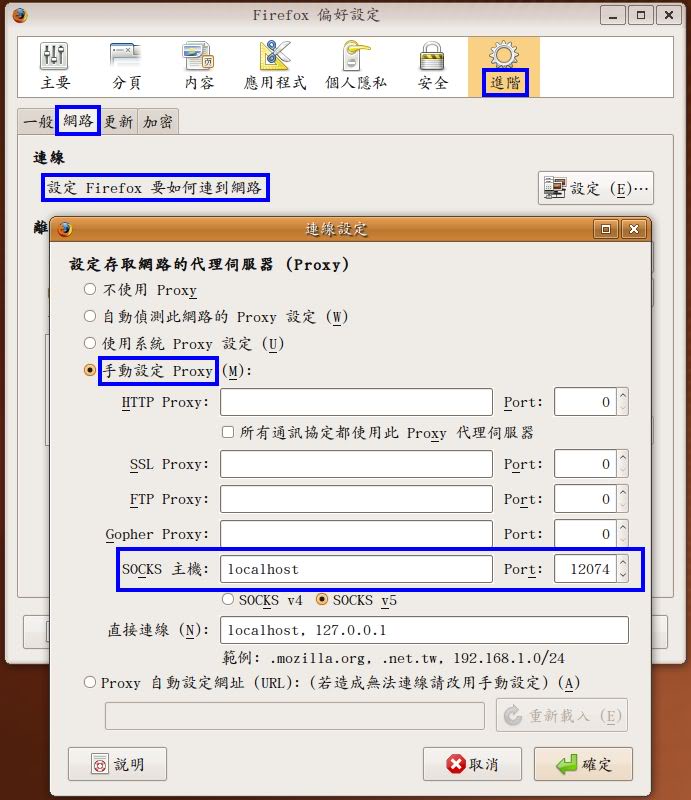 Firefox 偏好設定
主要 分頁 內容 應用程式 個人隱私 安全 進階
一般 網路 更新 加密
連線
設定 Firefox 要如何連到網路 設定 (E)...
離
連線設定
設定存取網路的代理伺服器 (Proxy)
不使用 Proxy
自動偵測此網路的 Proxy 設定 (W)
使用系統 Proxy 設定 (U)
手動設定 Proxy (M):
HTTP Proxy: Port: 0
所有通訊協定都使用此 Proxy 代理伺服器
SSL Proxy: Port: 0
FTP Proxy: Port: 0
Gopher Proxy: Port: 0
SOCKS 主機: localhost Port: 12074
SOCKS v4 SOCKS v5
直接連線 (N): localhost, 127.0.0.1
範例: .mozilla.org, .net.tw, 192.168.1.0/24
Proxy 自動設定網址 (URL): (若造成無法連線請改用手動設定) (A)
重新載入 (E)
說明 取消 確定